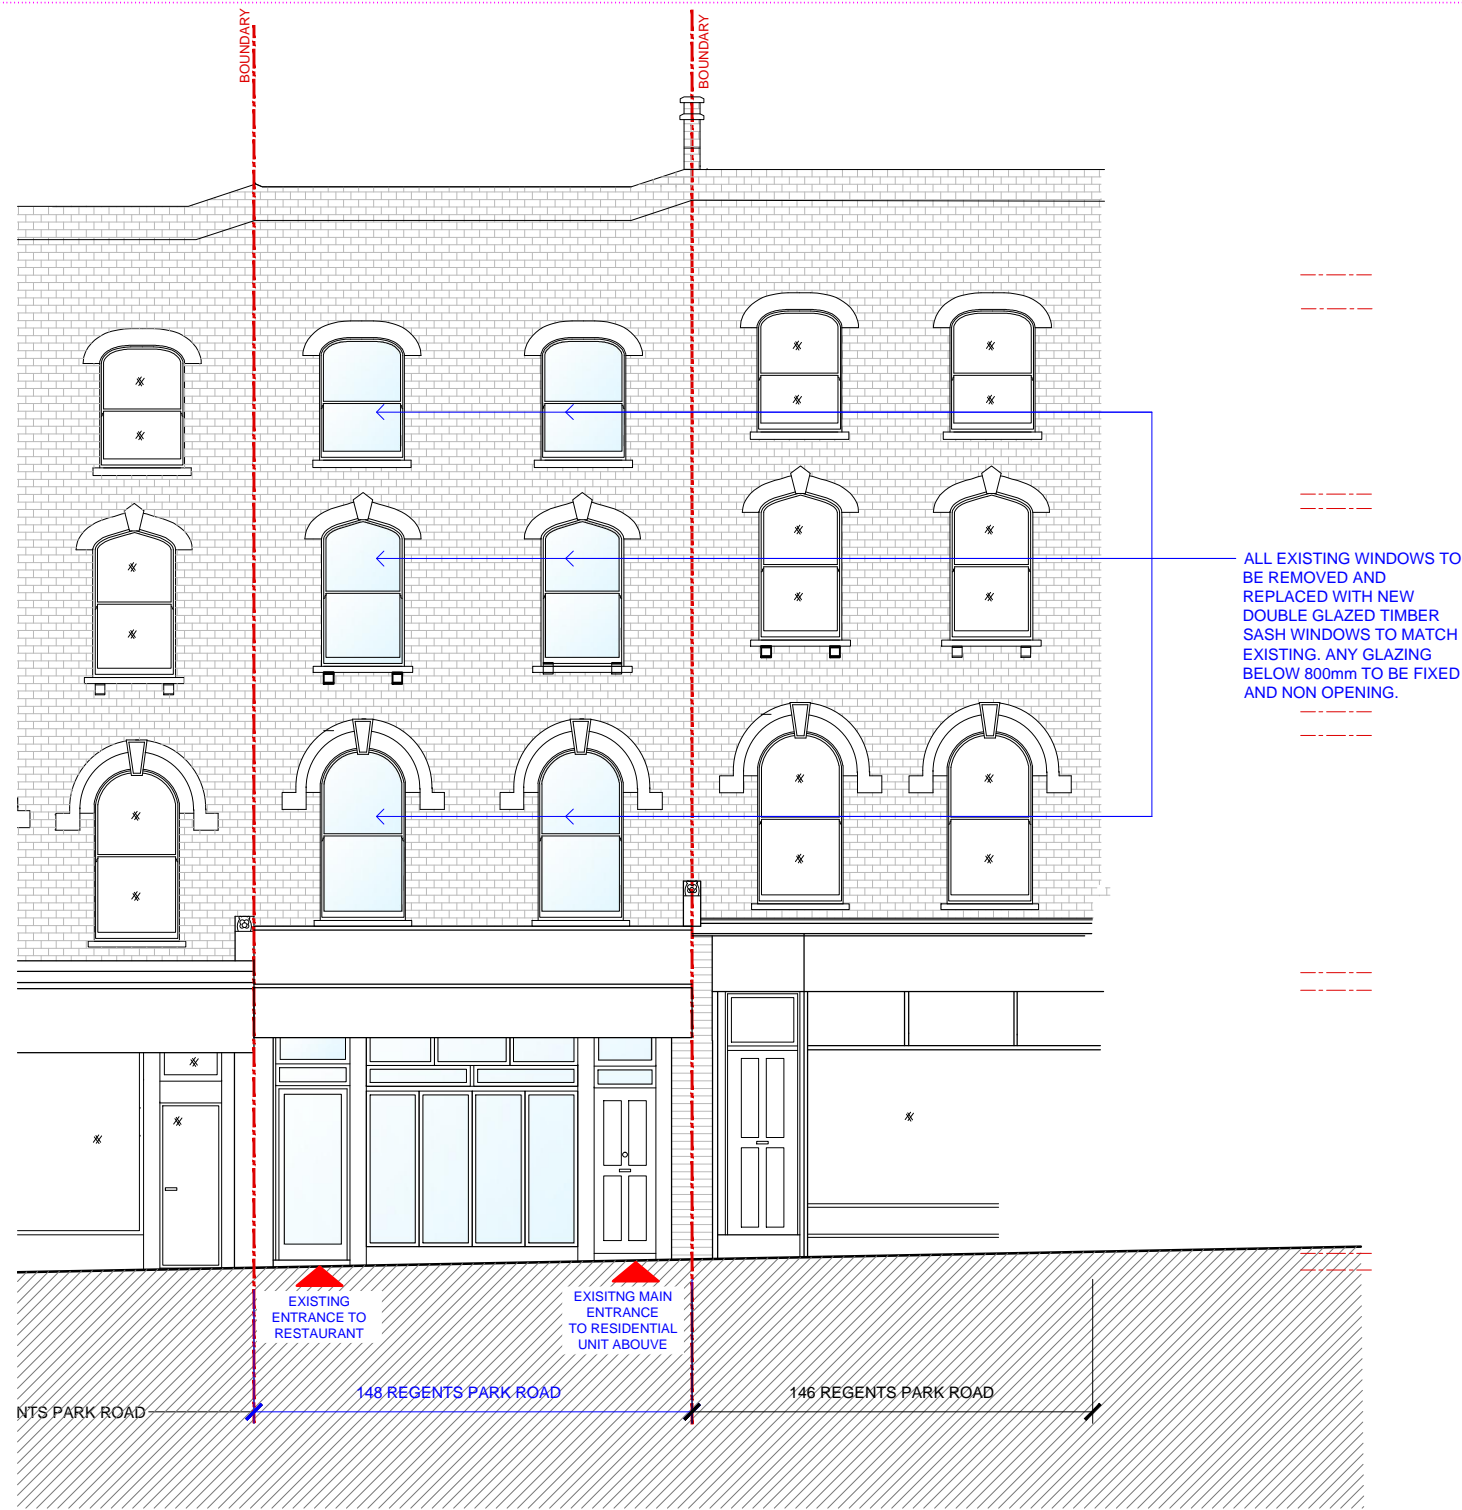 BOUNDARY
BOUNDARY
ALL EXISTING WINDOWS TO
BE REMOVED AND
REPLACED WITH NEW
DOUBLE GLAZED TIMBER
SASH WINDOWS TO MATCH
EXISTING. ANY GLAZING
BELOW 800mm TO BE FIXED
AND NON OPENING.
EXISTING
ENTRANCE TO
RESTAURANT
EXISITNG MAIN
ENTRANCE
TO RESIDENTIAL
UNIT ABOUVE
NTS PARK ROAD
148 REGENTS PARK ROAD
146 REGENTS PARK ROAD